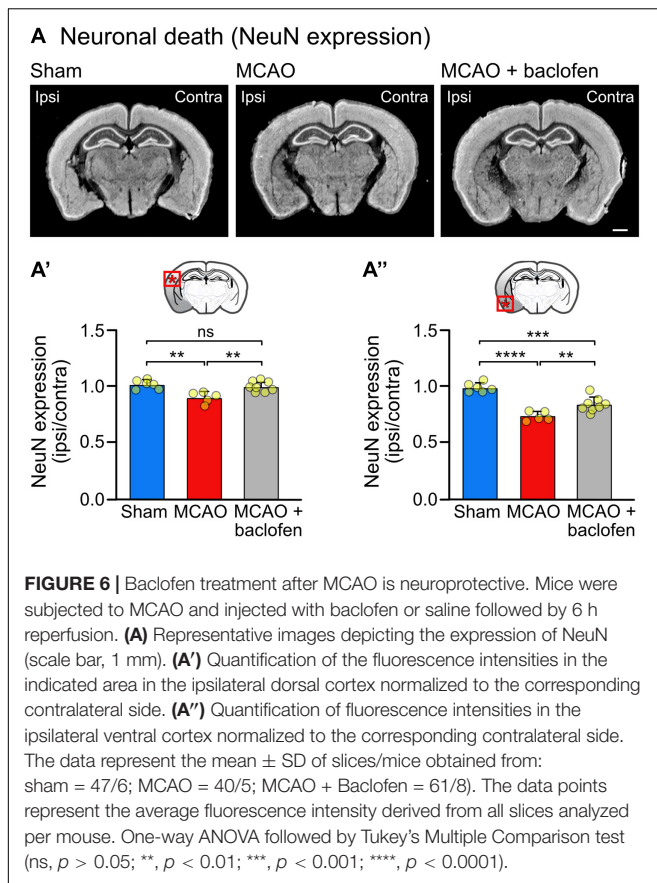 A Neuronal death (NeuN expression)
Sham MCAO MCAO + baclofen
Ipsi Contra Ipsi Contra Ipsi Contra
A′
NeuN expression
(ipsi/contra)
1.5
1.0
0.5
0.0
ns
** **
*
Sham MCAO MCAO +
baclofen
A″
NeuN expression
(ipsi/contra)
1.5
1.0
0.5
0.0
***
**** **
*
Sham MCAO MCAO +
baclofen
FIGURE 6 | Baclofen treatment after MCAO is neuroprotective. Mice were
subjected to MCAO and injected with baclofen or saline followed by 6 h
reperfusion. (A) Representative images depicting the expression of NeuN
(scale bar, 1 mm). (A′) Quantification of the fluorescence intensities in the
indicated area in the ipsilateral dorsal cortex normalized to the corresponding
contralateral side. (A″) Quantification of fluorescence intensities in the
ipsilateral ventral cortex normalized to the corresponding contralateral side.
The data represent the mean ± SD of slices/mice obtained from:
sham = 47/6; MCAO = 40/5; MCAO + Baclofen = 61/8). The data points
represent the average fluorescence intensity derived from all slices analyzed
per mouse. One-way ANOVA followed by Tukey's Multiple Comparison test
(ns, p > 0.05; **, p < 0.01; ***, p < 0.001; ****, p < 0.0001).